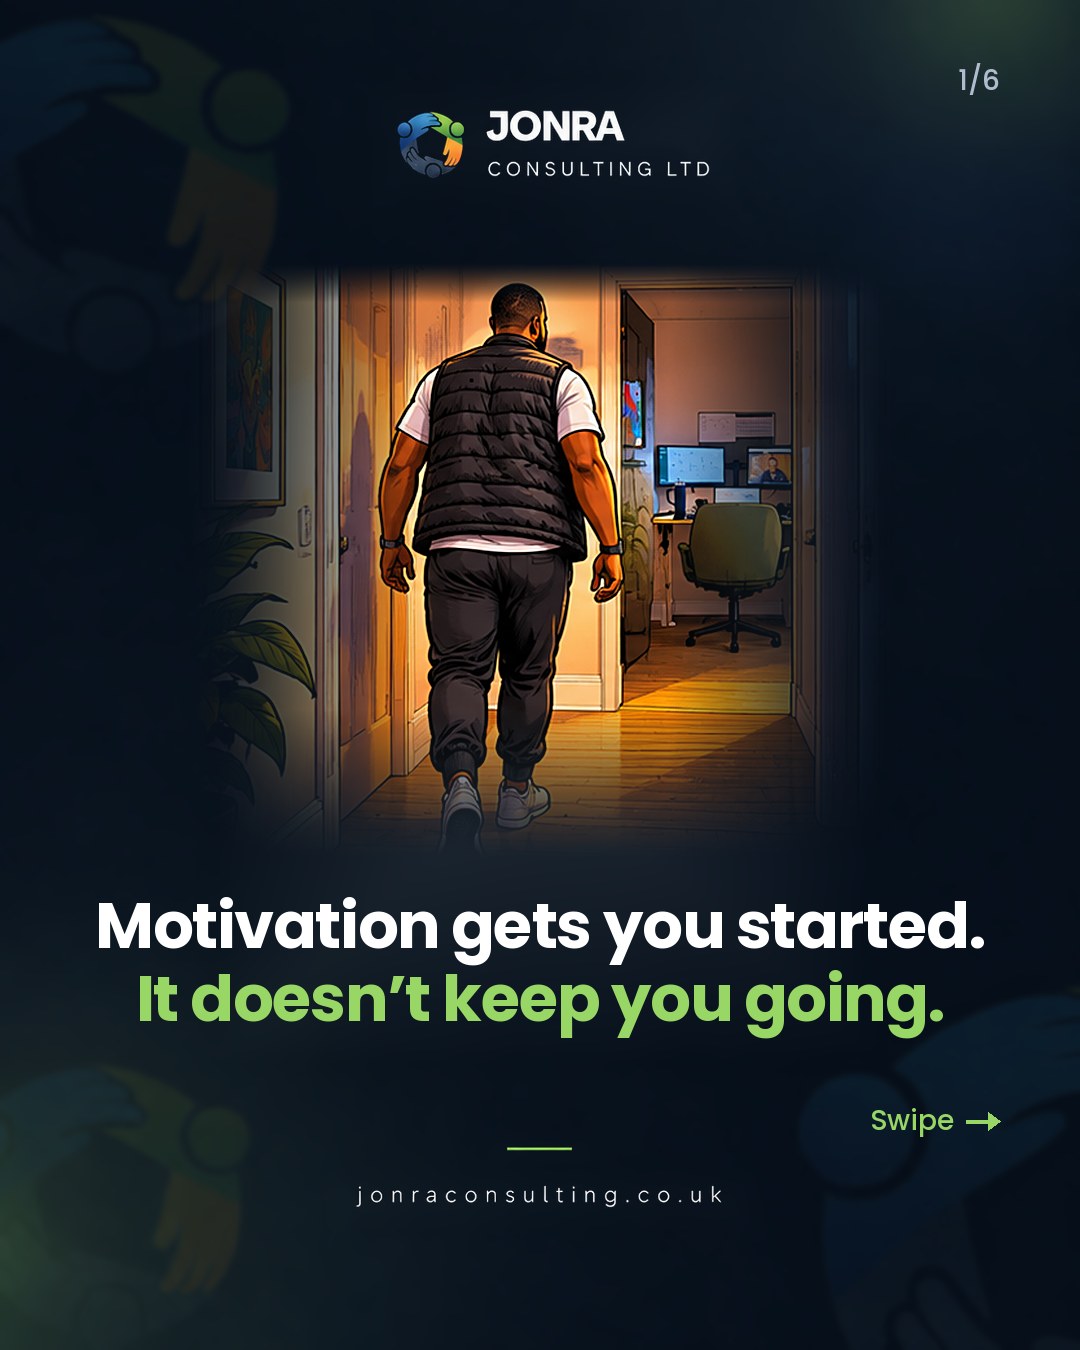 1/6
JONRA
CONSULTING LTD
Motivation gets you started.
It doesn’t keep you going.
Swipe →
jonraconsulting.co.uk